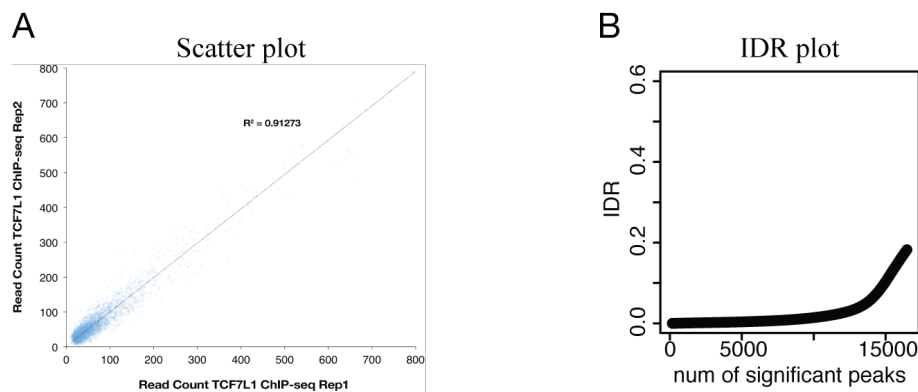 A
Scatter plot
800
700
600
500
400
300
200
100
0
R² = 0.91273
Read Count TCF7L1 ChIP-seq Rep2
0 100 200 300 400 500 600 700 800
Read Count TCF7L1 ChIP-seq Rep1
B
IDR plot
0.6
0.4
0.2
0.0
IDR
0 5000 15000
num of significant peaks